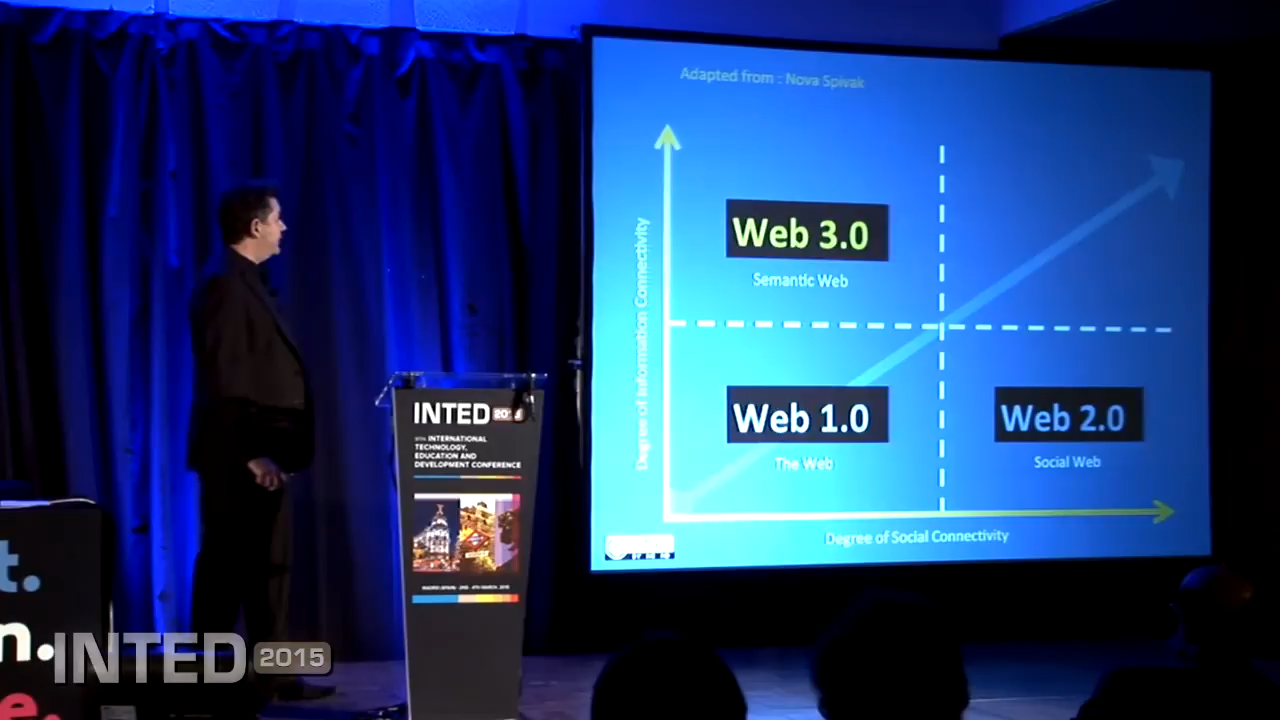 Adapted from : Nova Spivak
Degree of Information Connectivity
Web 3.0
Semantic Web
Web 1.0
The Web
Web 2.0
Social Web
Degree of Social Connectivity
INTED
INTERNATIONAL
TECHNOLOGY,
EDUCATION AND
DEVELOPMENT CONFERENCE
t.
n.
e.
INTED 2015